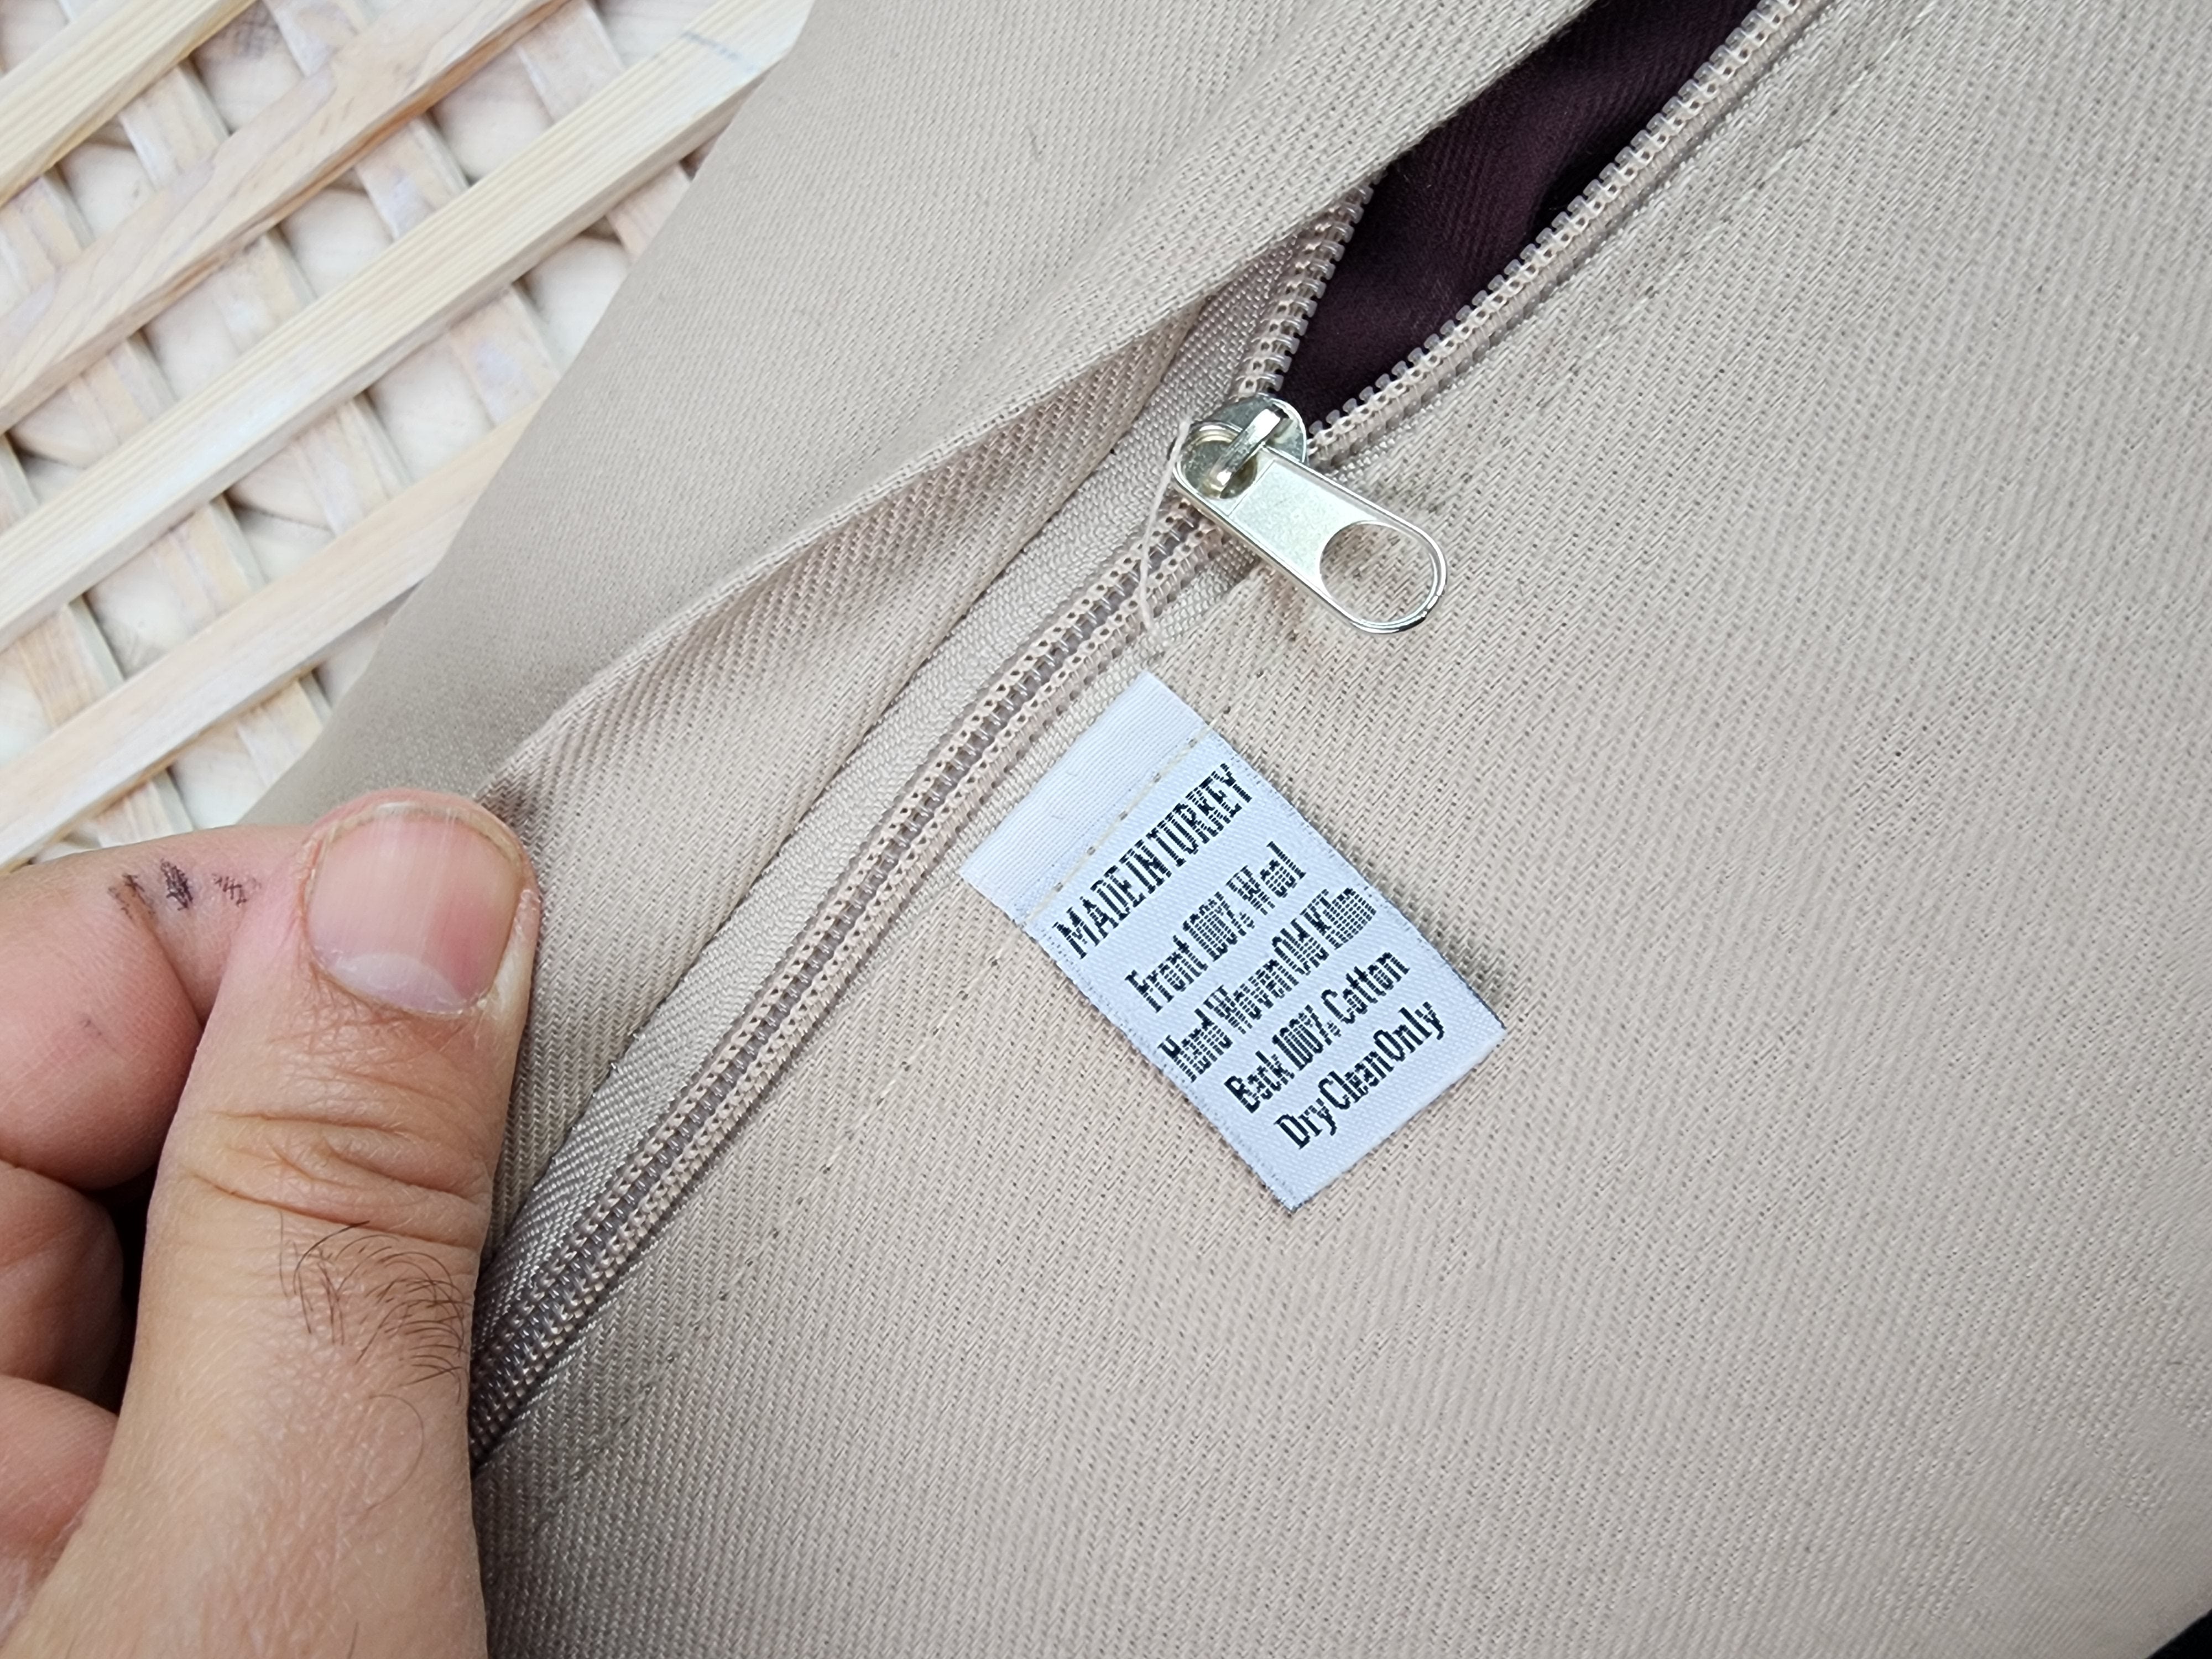 MADE IN TURKEY
Front 100% Wool
Hand Woven Old Kilim
Back 100% Cotton
Dry Clean Only